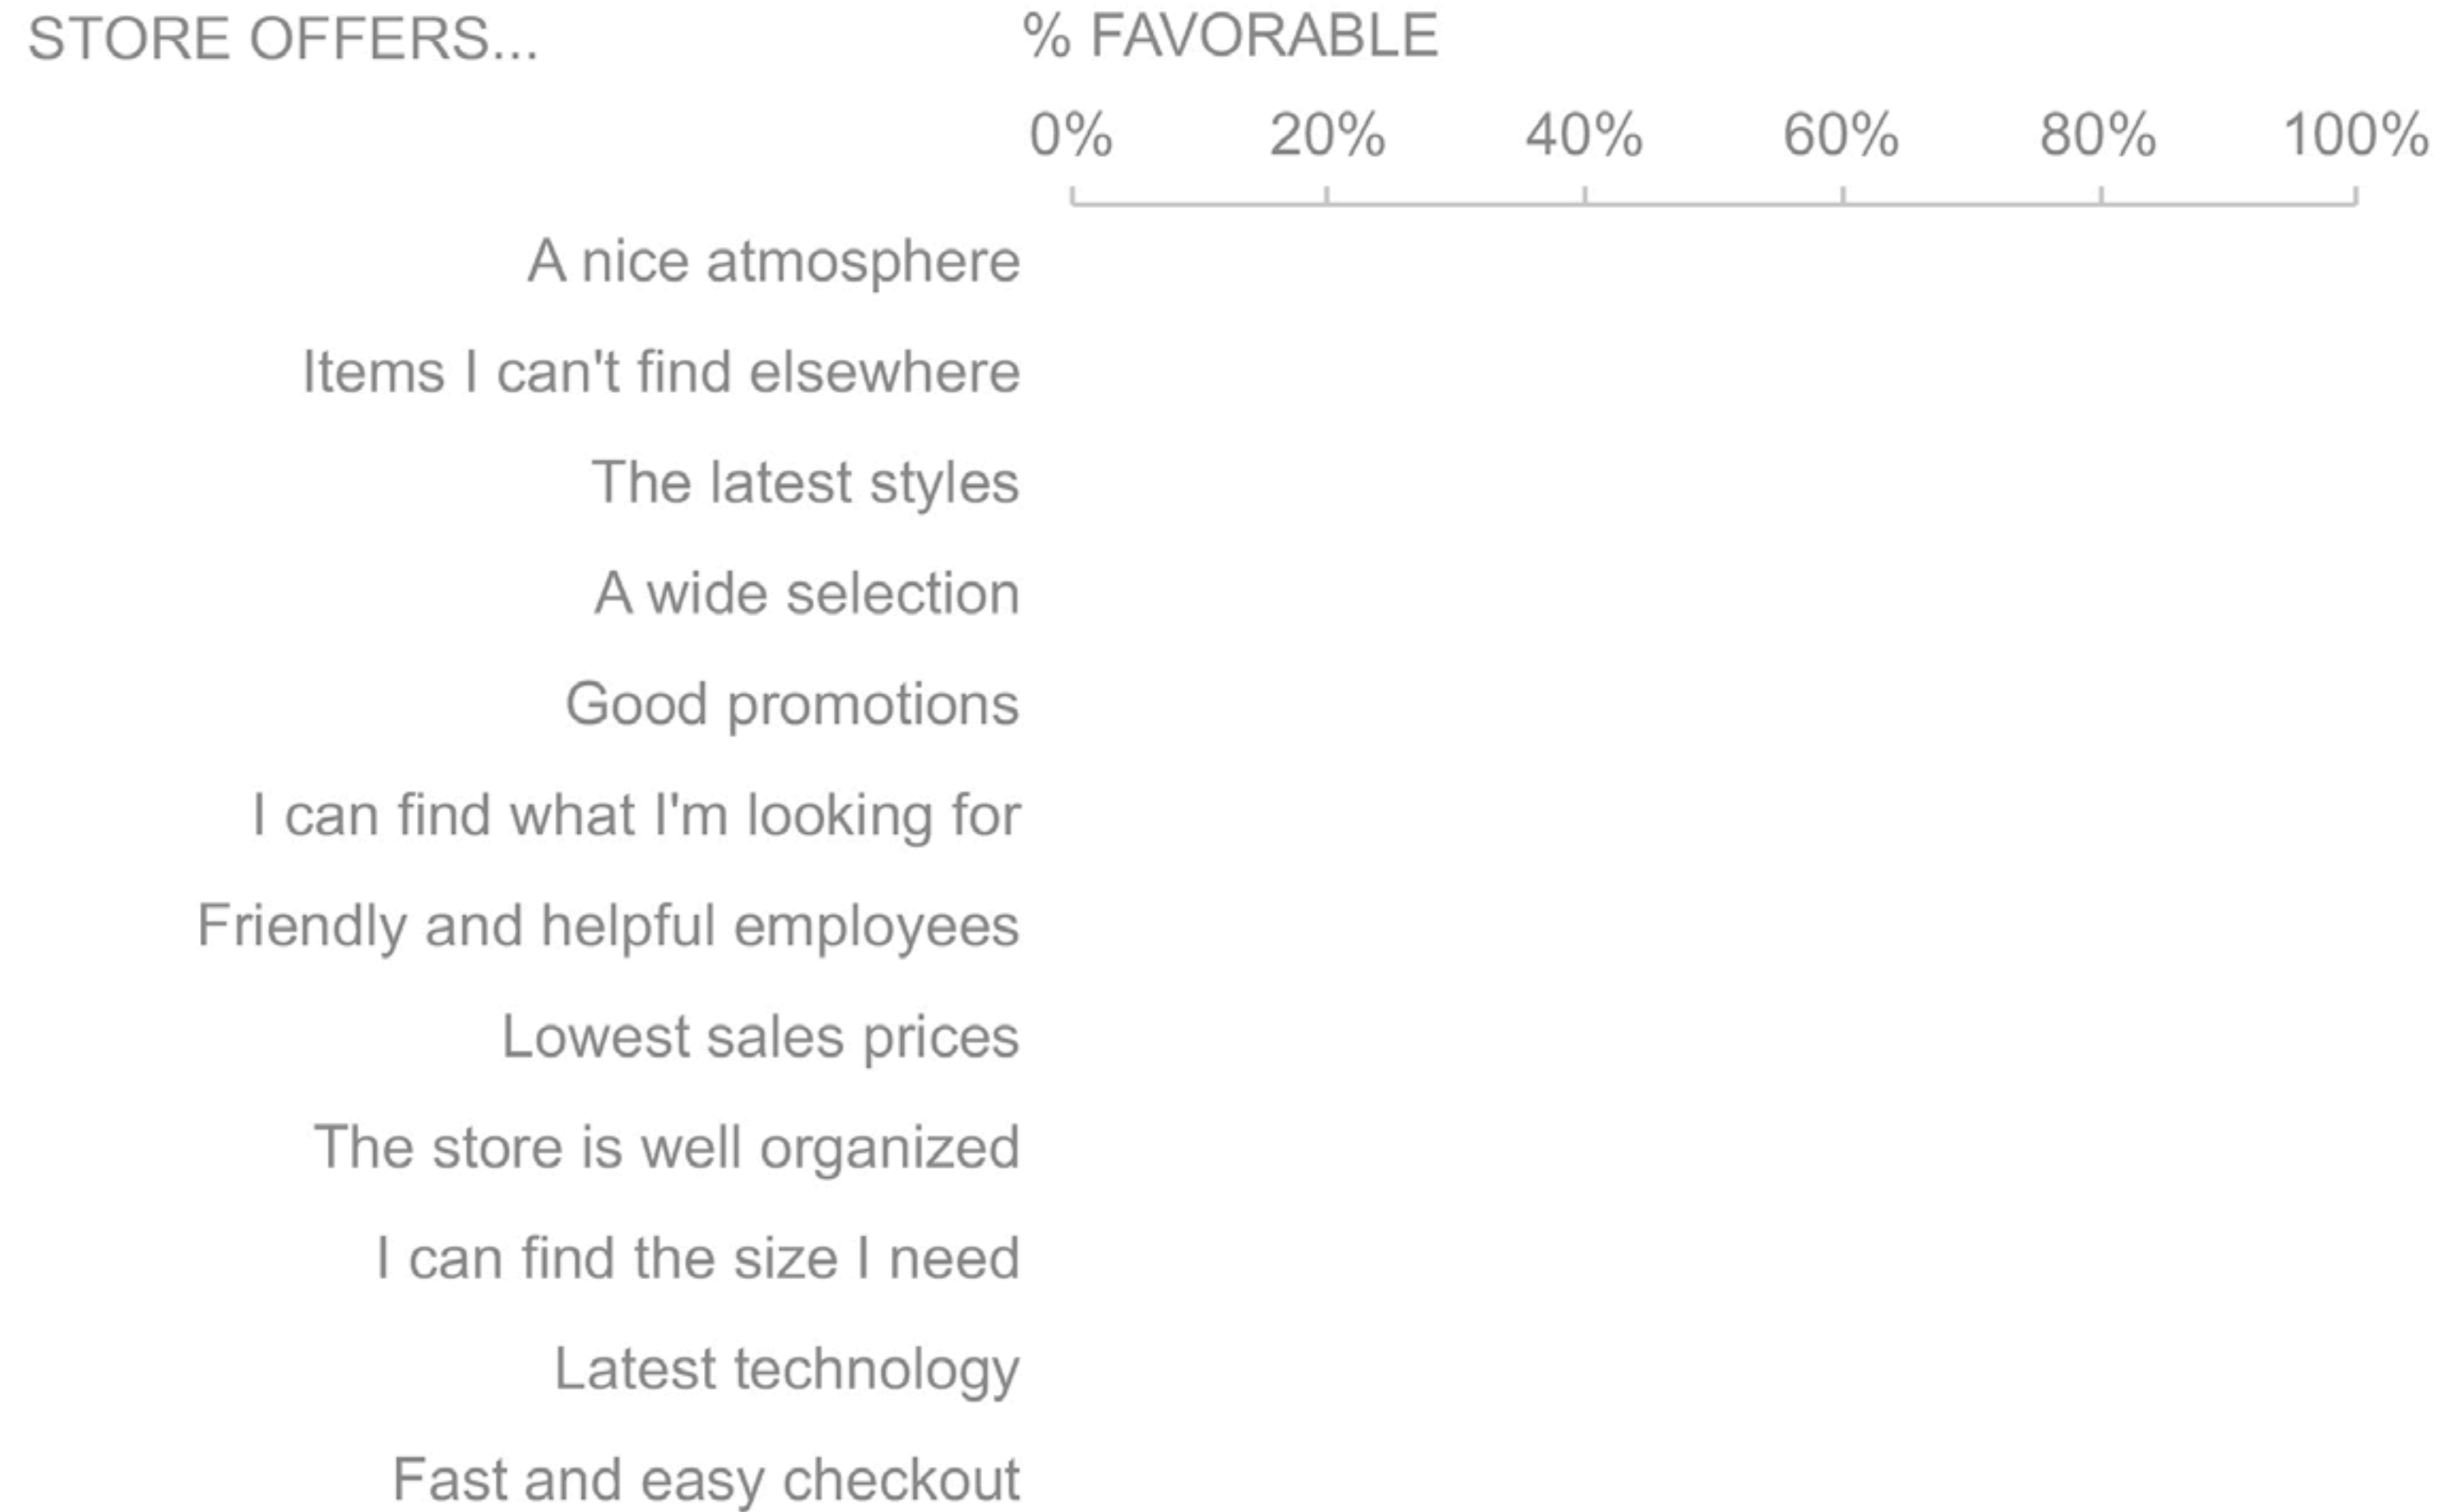 STORE OFFERS...
% FAVORABLE
0% 20% 40% 60% 80% 100%
A nice atmosphere
Items I can't find elsewhere
The latest styles
A wide selection
Good promotions
I can find what I'm looking for
Friendly and helpful employees
Lowest sales prices
The store is well organized
I can find the size I need
Latest technology
Fast and easy checkout